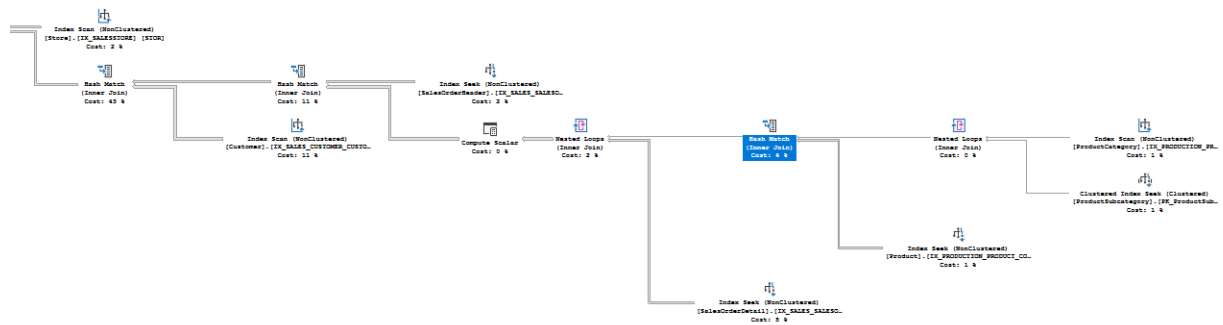 Index Scan (NonClustered)
[Store].[IX_SALESSTORE] [STOR]
Cost: 2 %
Hash Match
(Inner Join)
Cost: 43 %
Hash Match
(Inner Join)
Cost: 11 %
Index Seek (NonClustered)
[SalesOrderHeader].[IX_SALES_SALESO…
Cost: 2 %
Index Scan (NonClustered)
[Customer].[IX_SALES_CUSTOMER_CUSTO…
Cost: 11 %
Compute Scalar
Cost: 0 %
Nested Loops
(Inner Join)
Cost: 2 %
Hash Match
(Inner Join)
Cost: 4 %
Nested Loops
(Inner Join)
Cost: 0 %
Index Scan (NonClustered)
[ProductCategory].[IX_PRODUCTION_PR…
Cost: 1 %
Clustered Index Seek (Clustered)
[ProductSubcategory].[PK_ProductSub…
Cost: 1 %
Index Seek (NonClustered)
[Product].[IX_PRODUCTION_PRODUCT_CO…
Cost: 1 %
Index Seek (NonClustered)
[SalesOrderDetail].[IX_SALES_SALESO…
Cost: 5 %